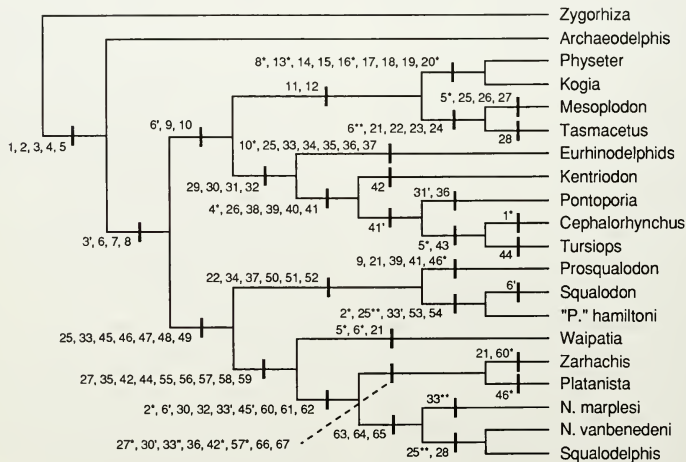 Zygorhiza
Archaeodelphis
8*, 13*, 14, 15, 16*, 17, 18, 19, 20*
Physeter
Kogia
11, 12
5*, 25, 26, 27
Mesoplodon
6', 9, 10
6**, 21, 22, 23, 24
28
Tasmacetus
1, 2, 3, 4, 5
10*, 25, 33, 34, 35, 36, 37
Eurhinodelphids
29, 30, 31, 32
42
Kentriodon
4*, 26, 38, 39, 40, 41
31', 36
Pontoporia
41'
1*
Cephalorhynchus
3', 6, 7, 8
5*, 43
44
Tursiops
9, 21, 39, 41, 46*
Prosqualodon
22, 34, 37, 50, 51, 52
6'
Squalodon
2*, 25**, 33', 53, 54
"P." hamiltoni
25, 33, 45, 46, 47, 48, 49
5*, 6*, 21
Waipatia
21, 60*
Zarhachis
27, 35, 42, 44, 55, 56, 57, 58, 59
46*
Platanista
2*, 6', 30, 32, 33', 45', 60, 61, 62
33**
N. marplesi
63, 64, 65
N. vanbenedeni
27*, 30', 33", 36, 42*, 57*, 66, 67
25**, 28
Squalodelphis